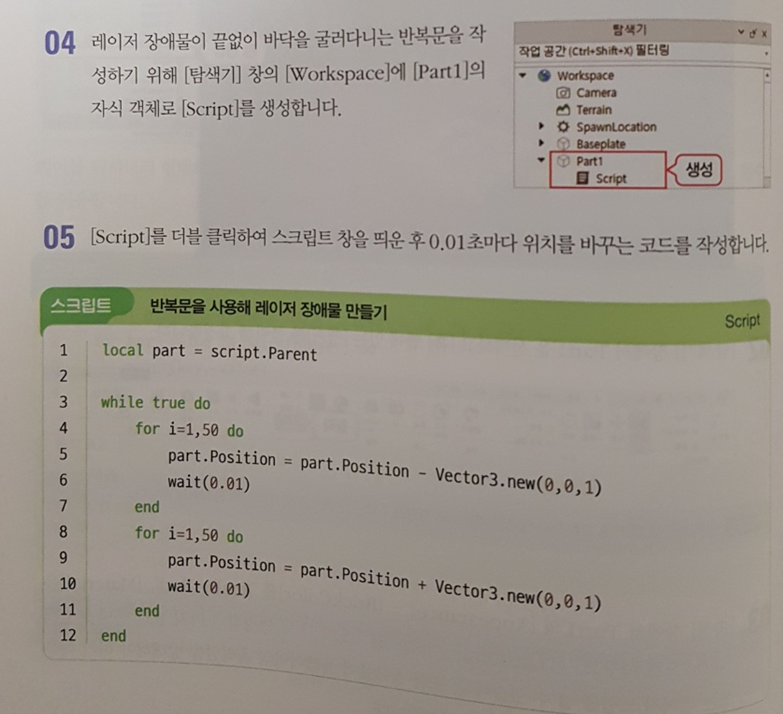 04 레이저 장애물이 끝없이 바닥을 굴러다니는 반복문을 작
성하기 위해 [탐색기] 창의 [Workspace]에 [Part1]의
자식 객체로 [Script]를 생성합니다.
탐색기
작업 공간 (Ctrl+Shift+X) 필터링
Workspace
Camera
Terrain
SpawnLocation
Baseplate
Part1
Script
생성
05 [Script]를 더블 클릭하여 스크립트 창을 띄운 후 0.01초마다 위치를 바꾸는 코드를 작성합니다.
스크립트 반복문을 사용해 레이저 장애물 만들기 Script
1 local part = script.Parent
2
3 while true do
4 for i=1,50 do
5 part.Position = part.Position - Vector3.new(0,0,1)
6 wait(0.01)
7 end
8 for i=1,50 do
9 part.Position = part.Position + Vector3.new(0,0,1)
10 wait(0.01)
11 end
12 end